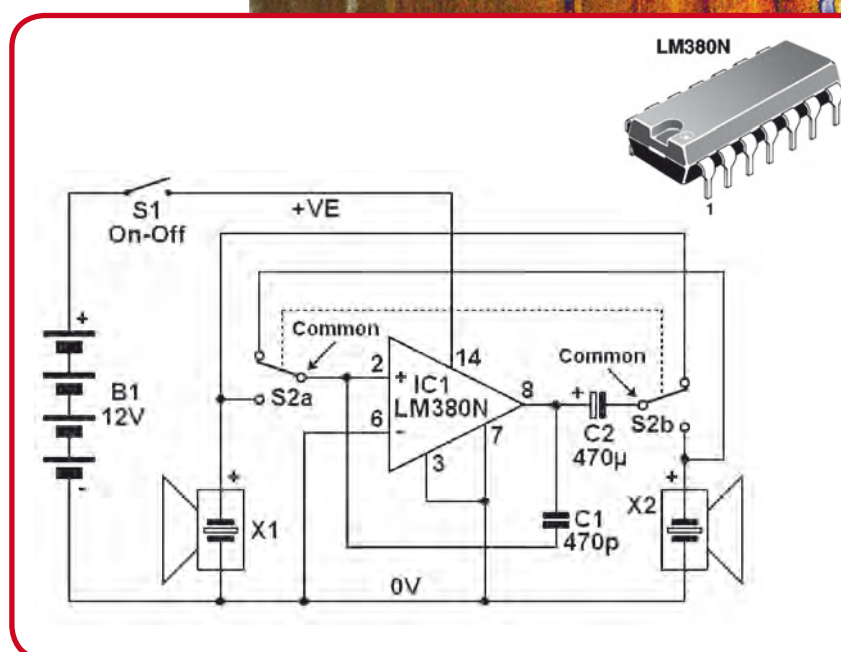 LM380N
1
S1
On-Off
+VE
Common
2
14
+
IC1
LM380N
8
Common
+
S2a
6
-
7
C2
470µ
S2b
3
+
B1
12V
-
+
X1
C1
470p
+
X2
0V